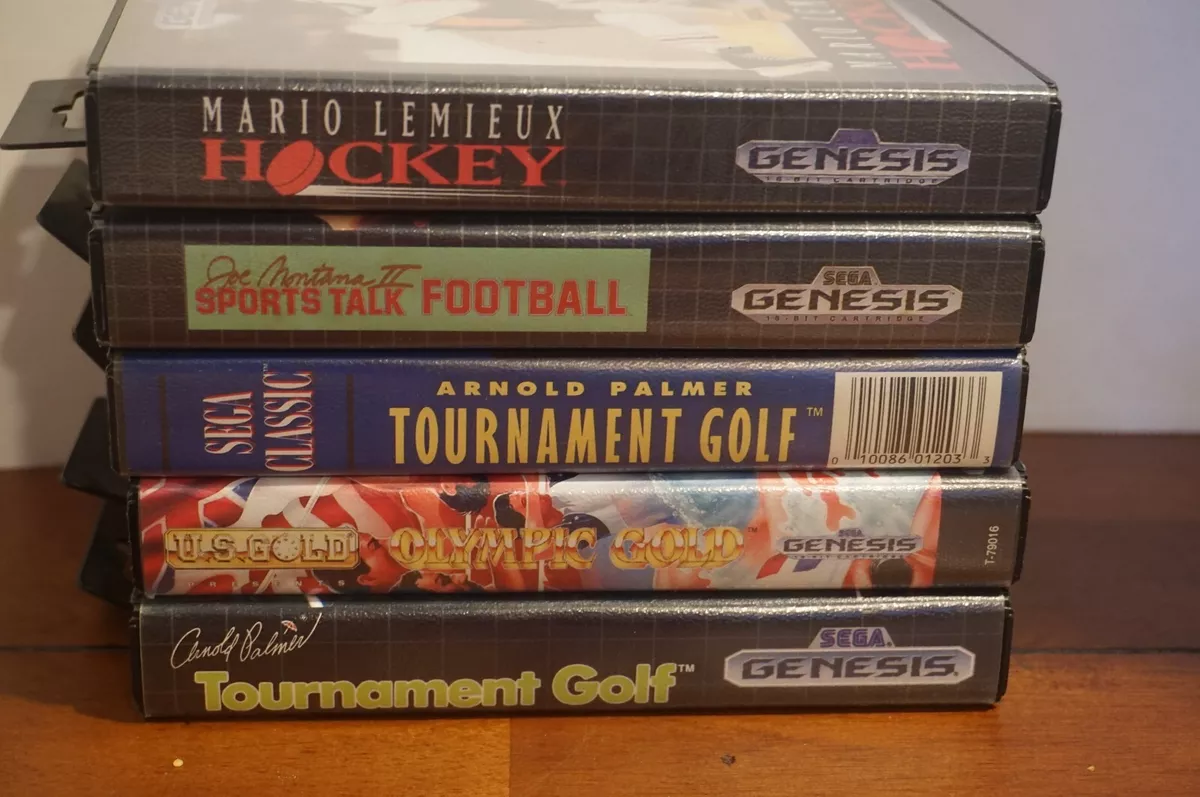 MARIO LEMIEUX
HOCKEY
GENESIS
16-BIT CARTRIDGE
Joe Montana II
SPORTS TALK FOOTBALL
SEGA
GENESIS
16-BIT CARTRIDGE
SEGA
CLASSIC™
ARNOLD PALMER
TOURNAMENT GOLF™
0 10086 01203 3
U.S. GOLD
OLYMPIC GOLD™
SEGA
GENESIS
T-79016
Arnold Palmer
Tournament Golf™
SEGA®
GENESIS®